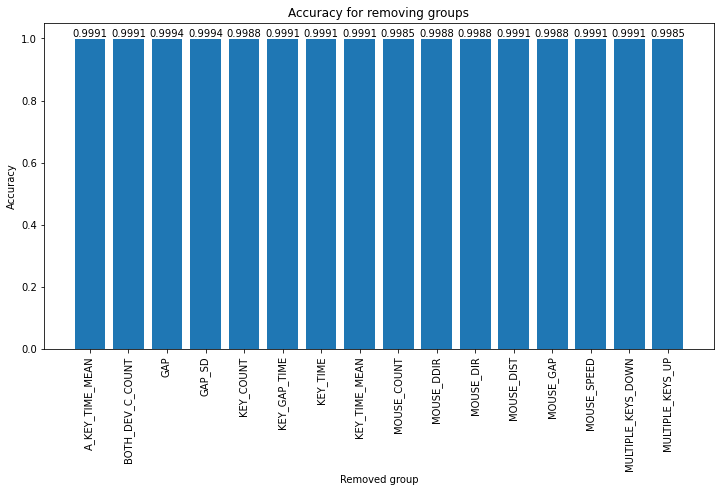 Accuracy for removing groups
0.9991 0.9991 0.9994 0.9994 0.9988 0.9991 0.9991 0.9991 0.9985 0.9988 0.9988 0.9991 0.9988 0.9991 0.9991 0.9985
1.0
0.8
0.6
0.4
0.2
0.0
Accuracy
A_KEY_TIME_MEAN
BOTH_DEV_C_COUNT
GAP
GAP_SD
KEY_COUNT
KEY_GAP_TIME
KEY_TIME
KEY_TIME_MEAN
MOUSE_COUNT
MOUSE_DDIR
MOUSE_DIR
MOUSE_DIST
MOUSE_GAP
MOUSE_SPEED
MULTIPLE_KEYS_DOWN
MULTIPLE_KEYS_UP
Removed group